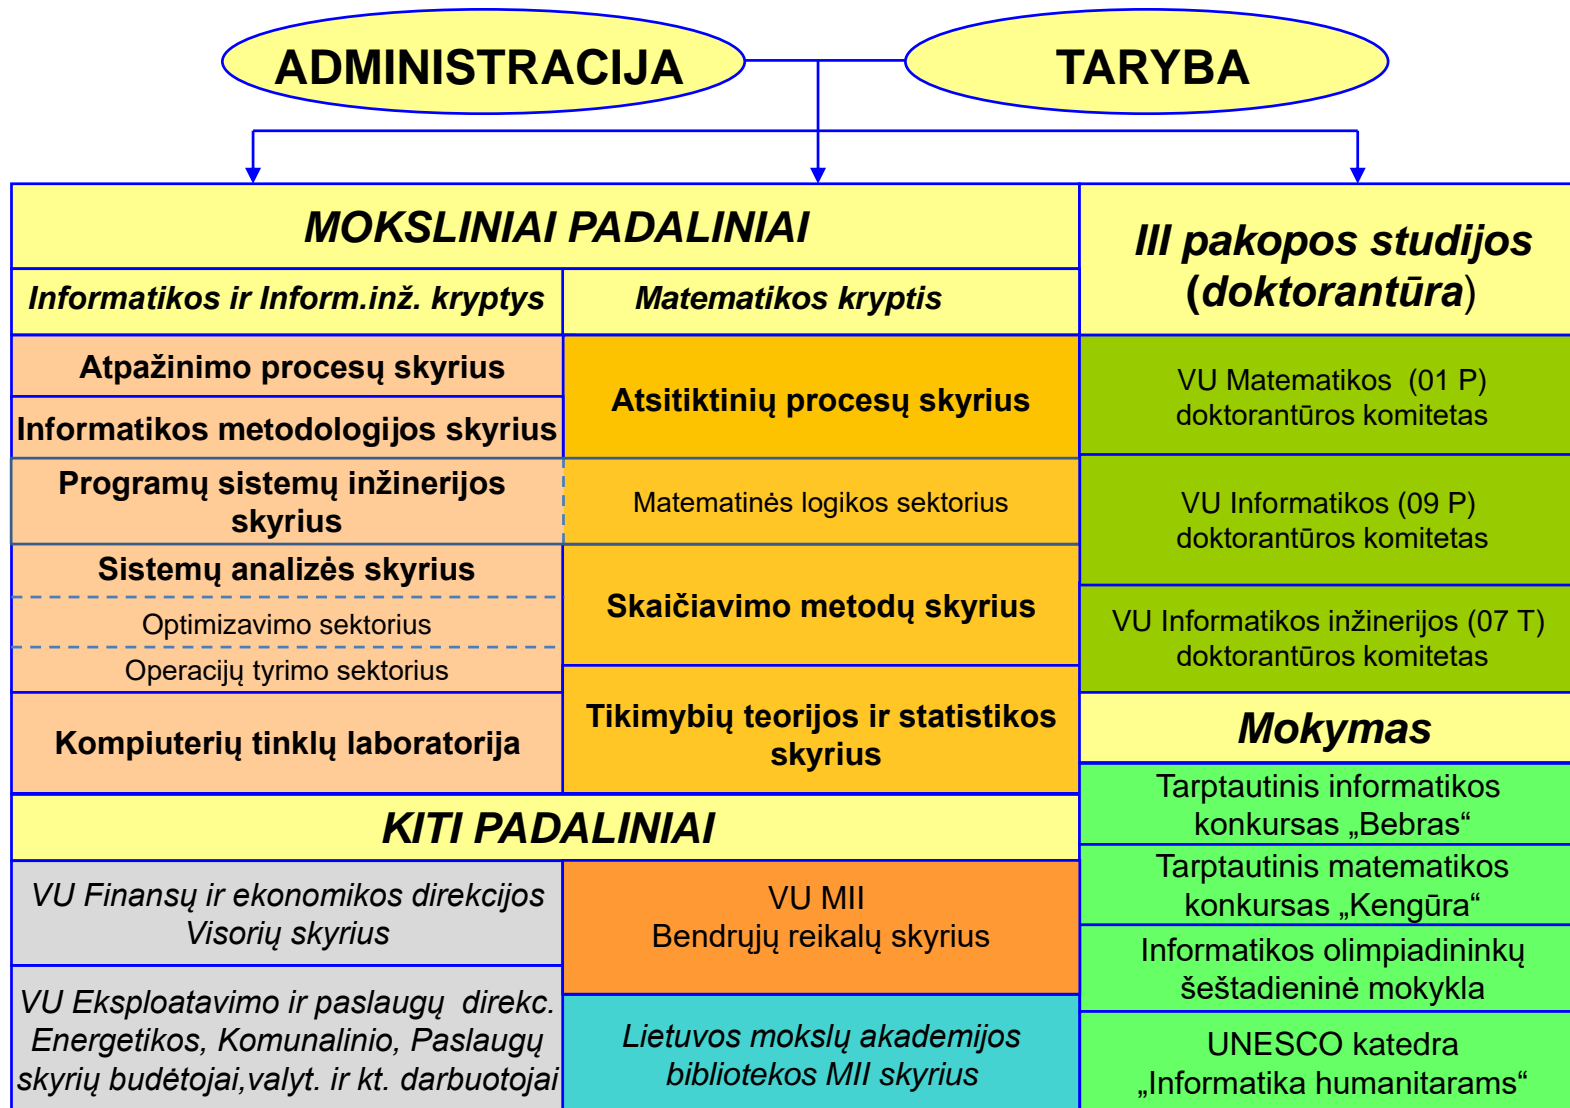 ADMINISTRACIJA
TARYBA
MOKSLINIAI PADALINIAI
Informatikos ir Inform.inž. kryptys
Matematikos kryptis
Atpažinimo procesų skyrius
Informatikos metodologijos skyrius
Programų sistemų inžinerijos
skyrius
Sistemų analizės skyrius
Optimizavimo sektorius
Operacijų tyrimo sektorius
Kompiuterių tinklų laboratorija
Atsitiktinių procesų skyrius
Matematinės logikos sektorius
Skaičiavimo metodų skyrius
Tikimybių teorijos ir statistikos
skyrius
KITI PADALINIAI
VU Finansų ir ekonomikos direkcijos
Visorių skyrius
VU Eksploatavimo ir paslaugų direkc.
Energetikos, Komunalinio, Paslaugų
skyrių budėtojai,valyt. ir kt. darbuotojai
VU MII
Bendrųjų reikalų skyrius
Lietuvos mokslų akademijos
bibliotekos MII skyrius
III pakopos studijos
(doktorantūra)
VU Matematikos (01 P)
doktorantūros komitetas
VU Informatikos (09 P)
doktorantūros komitetas
VU Informatikos inžinerijos (07 T)
doktorantūros komitetas
Mokymas
Tarptautinis informatikos
konkursas „Bebras“
Tarptautinis matematikos
konkursas „Kengūra“
Informatikos olimpiadininkų
šeštadieninė mokykla
UNESCO katedra
„Informatika humanitarams“